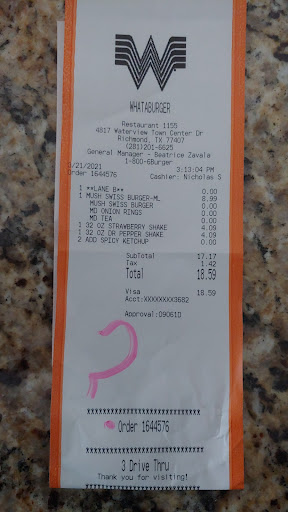 WHATABURGER
Restaurant 1155
4817 Waterview Town Center Dr
Richmond, TX 77407
(281)201-6625
General Manager - Beatrice Zavala
1-800-6Burger
/21/2021 3:13:04 PM
Order 1644576 Cashier: Nicholas S
1 **LANE B** 0.00
1 MUSH SWISS BURGER-ML 8.99
MUSH SWISS BURGER 0.00
MD ONION RINGS 0.00
MD TEA 0.00
1 32 OZ STRAWBERRY SHAKE 4.09
1 32 OZ DR PEPPER SHAKE 4.09
2 ADD SPICY KETCHUP 0.00
SubTotal 17.17
Tax 1.42
Total 18.59
Visa 18.59
Acct:XXXXXXXX3682
Approval:09061D
Order 1644576
3 Drive Thru
Thank you for visiting!